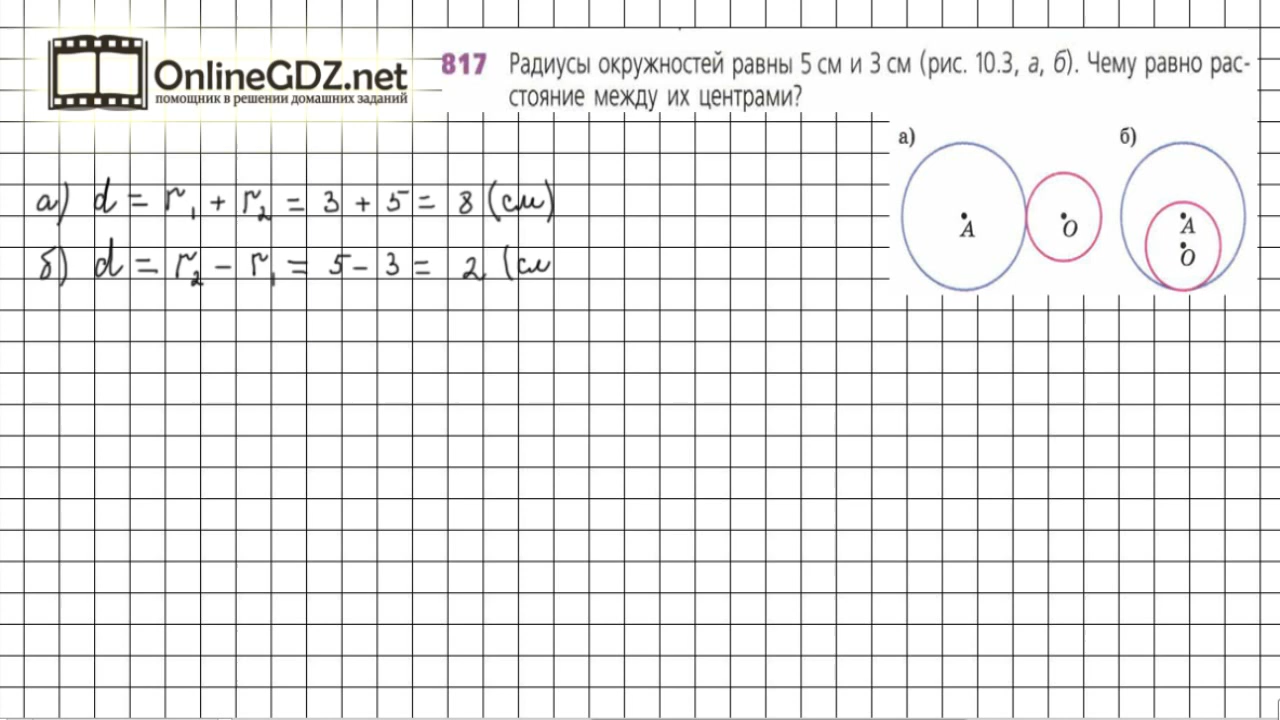 OnlineGDZ.net
помощник в решении домашних заданий
817 Радиусы окружностей равны 5 см и 3 см (рис. 10.3, а, б). Чему равно рас-
стояние между их центрами?
а)
б)
A
O
A
O
а) d = r₁ + r₂ = 3 + 5 = 8 (см)
б) d = r₂ - r₁ = 5 - 3 = 2 (см